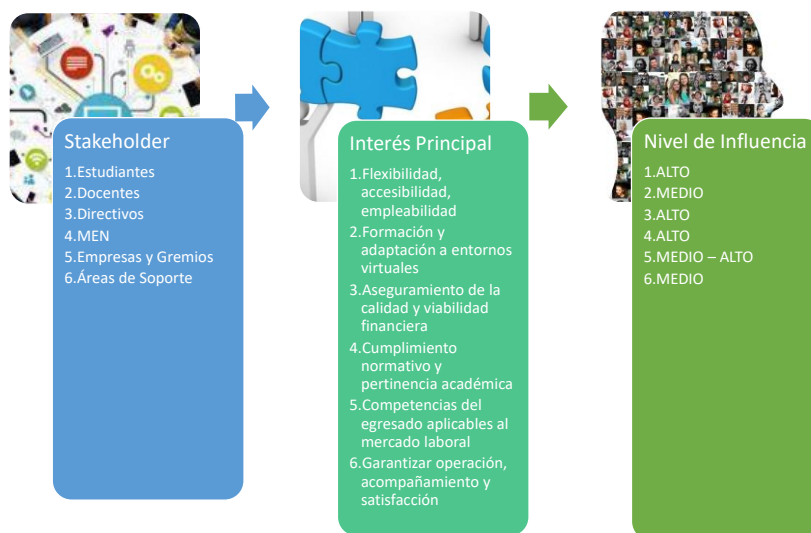 Stakeholder
1.Estudiantes
2.Docentes
3.Directivos
4.MEN
5.Empresas y Gremios
6.Áreas de Soporte
Interés Principal
1.Flexibilidad,
accesibilidad,
empleabilidad
2.Formación y
adaptación a entornos
virtuales
3.Aseguramiento de la
calidad y viabilidad
financiera
4.Cumplimiento
normativo y
pertinencia académica
5.Competencias del
egresado aplicables al
mercado laboral
6.Garantizar operación,
acompañamiento y
satisfacción
Nivel de Influencia
1.ALTO
2.MEDIO
3.ALTO
4.ALTO
5.MEDIO – ALTO
6.MEDIO